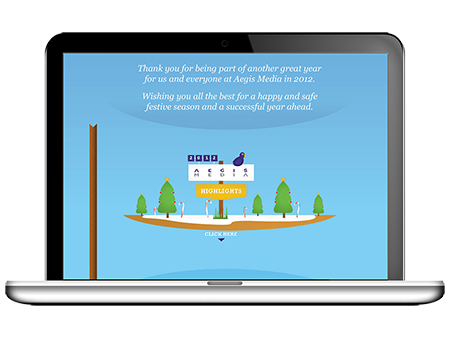 Thank you for being part of another great year
for us and everyone at Aegis Media in 2012.
Wishing you all the best for a happy and safe
festive season and a successful year ahead.
2012
AEGIS
MEDIA
HIGHLIGHTS
CLICK HERE